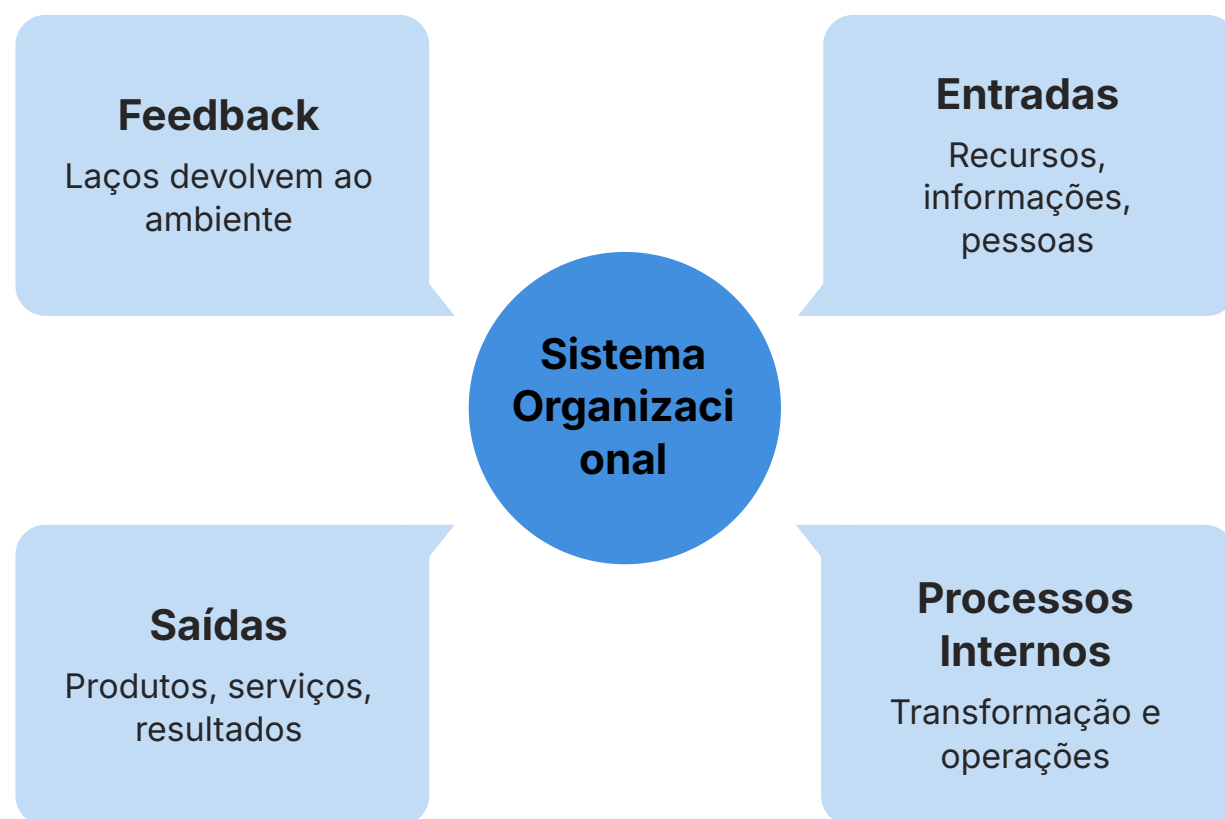 Feedback
Laços devolvem ao
ambiente
Entradas
Recursos,
informações,
pessoas
Sistema
Organizaci
onal
Saídas
Produtos, serviços,
resultados
Processos
Internos
Transformação e
operações